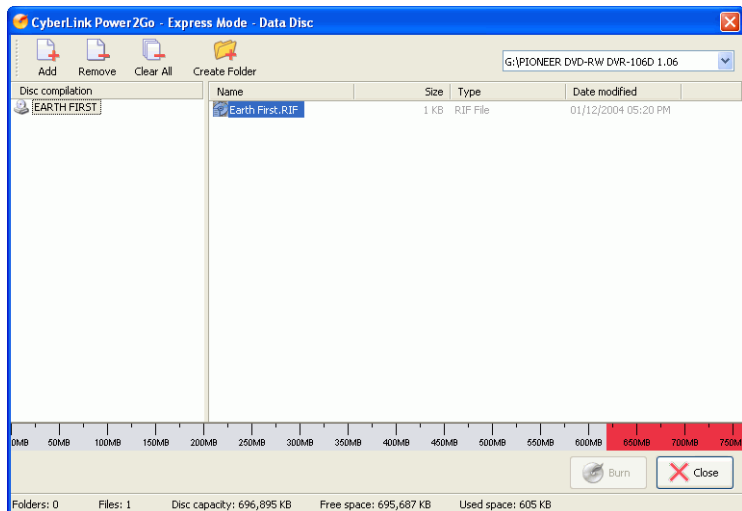 CyberLink Power2Go - Express Mode - Data Disc
Add Remove Clear All Create Folder
G:\PIONEER DVD-RW DVR-106D 1.06
Disc compilation Name Size Type Date modified
EARTH FIRST Earth First.RIF 1 KB RIF File 01/12/2004 05:20 PM
0MB 50MB 100MB 150MB 200MB 250MB 300MB 350MB 400MB 450MB 500MB 550MB 600MB 650MB 700MB 750M
Burn Close
Folders: 0 Files: 1 Disc capacity: 696,895 KB Free space: 695,687 KB Used space: 605 KB